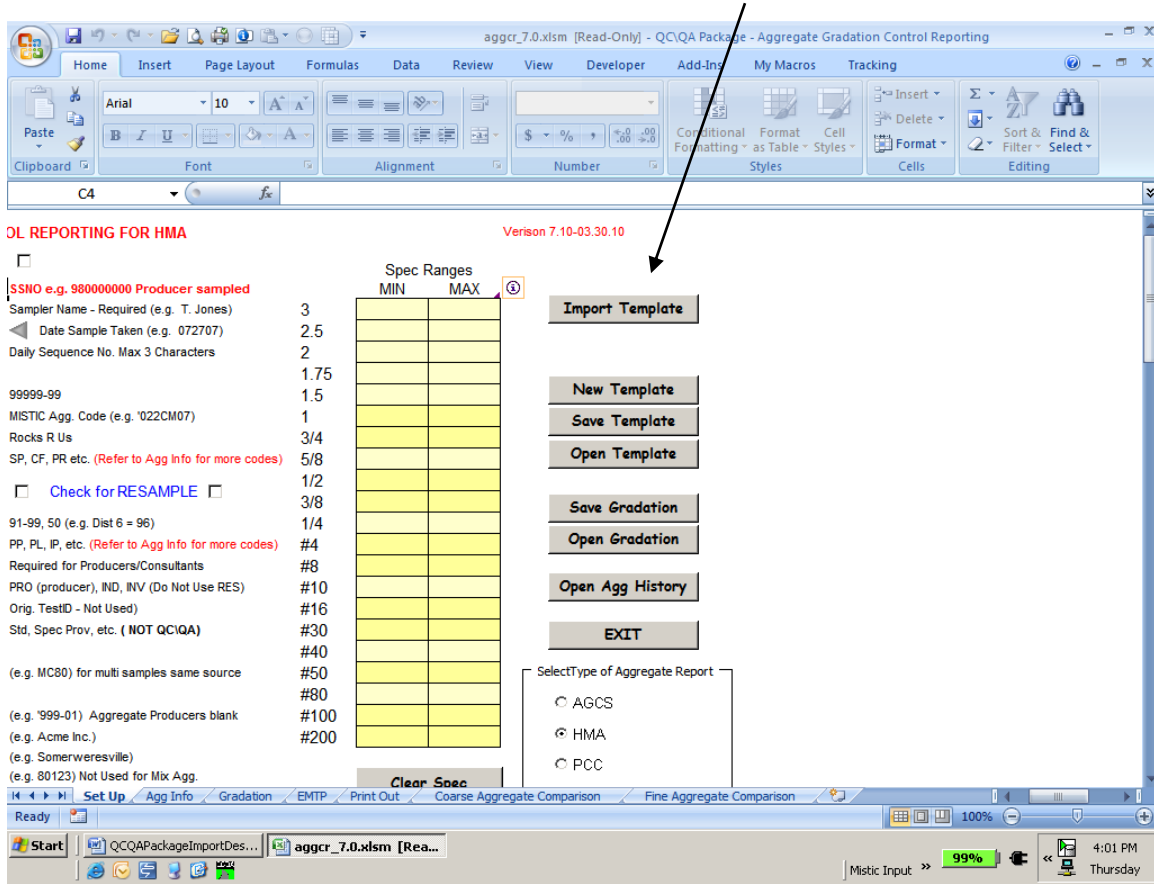 aggcr_7.0.xlsm [Read-Only] - QC\QA Package - Aggregate Gradation Control Reporting
Home Insert Page Layout Formulas Data Review View Developer Add-Ins My Macros Tracking
Paste
Arial 10
B I U
$ % ,
Conditional Formatting
Format as Table
Cell Styles
Insert
Delete
Format
Sort & Filter
Find & Select
Clipboard Font Alignment Number Styles Cells Editing
C4 fx
OL REPORTING FOR HMA
Verison 7.10-03.30.10
Spec Ranges
MIN MAX
SSNO e.g. 980000000 Producer sampled
Sampler Name - Required (e.g. T. Jones) 3
Date Sample Taken (e.g. 072707) 2.5
Daily Sequence No. Max 3 Characters 2
1.75
99999-99 1.5
MISTIC Agg. Code (e.g. '022CM07) 1
Rocks R Us 3/4
SP, CF, PR etc. (Refer to Agg Info for more codes) 5/8
1/2
Check for RESAMPLE
3/8
91-99, 50 (e.g. Dist 6 = 96) 1/4
PP, PL, IP, etc. (Refer to Agg Info for more codes) #4
Required for Producers/Consultants #8
PRO (producer), IND, INV (Do Not Use RES) #10
Orig. TestID - Not Used) #16
Std, Spec Prov, etc. ( NOT QC\QA) #30
#40
(e.g. MC80) for multi samples same source #50
#80
(e.g. '999-01) Aggregate Producers blank #100
(e.g. Acme Inc.) #200
(e.g. Somerweresville)
(e.g. 80123) Not Used for Mix Agg.
Clear Spec
Import Template
New Template
Save Template
Open Template
Save Gradation
Open Gradation
Open Agg History
EXIT
SelectType of Aggregate Report
AGCS
HMA
PCC
Set Up Agg Info Gradation EMTP Print Out Coarse Aggregate Comparison Fine Aggregate Comparison
Ready 100%
Start QCQAPackageImportDes... aggcr_7.0.xlsm [Rea...
Mistic Input » 99% « 4:01 PM
Thursday